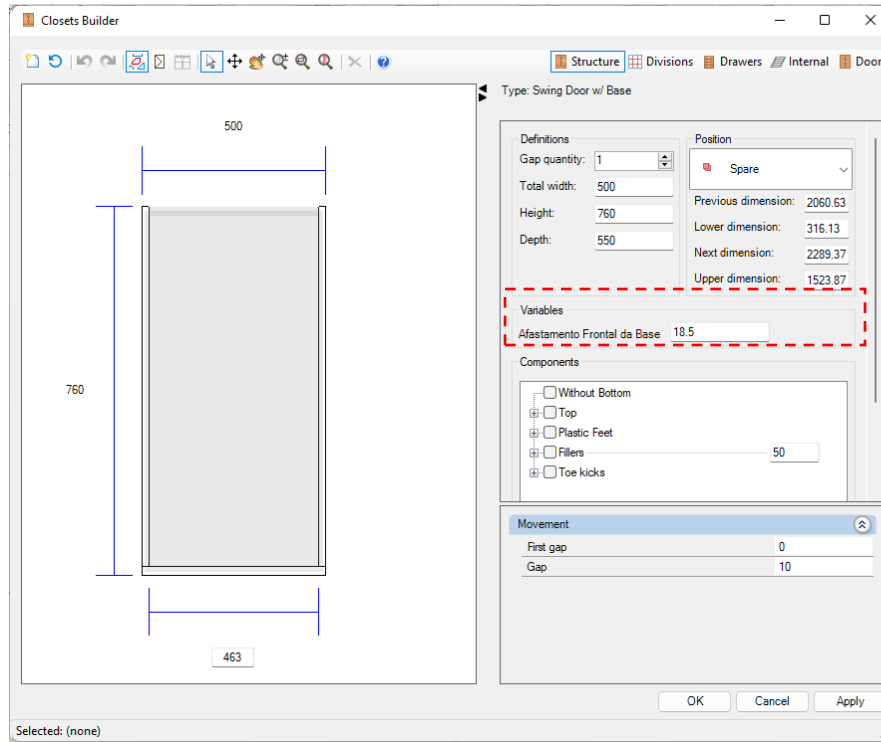 Closets Builder
Structure Divisions Drawers Internal Door
Type: Swing Door w/ Base
500
760
463
Definitions
Gap quantity: 1
Total width: 500
Height: 760
Depth: 550
Position
Spare
Previous dimension: 2060.63
Lower dimension: 316.13
Next dimension: 2289.37
Upper dimension: 1523.87
Variables
Afastamento Frontal da Base 18.5
Components
Without Bottom
Top
Plastic Feet
Fillers 50
Toe kicks
Movement
First gap 0
Gap 10
OK Cancel Apply
Selected: (none)